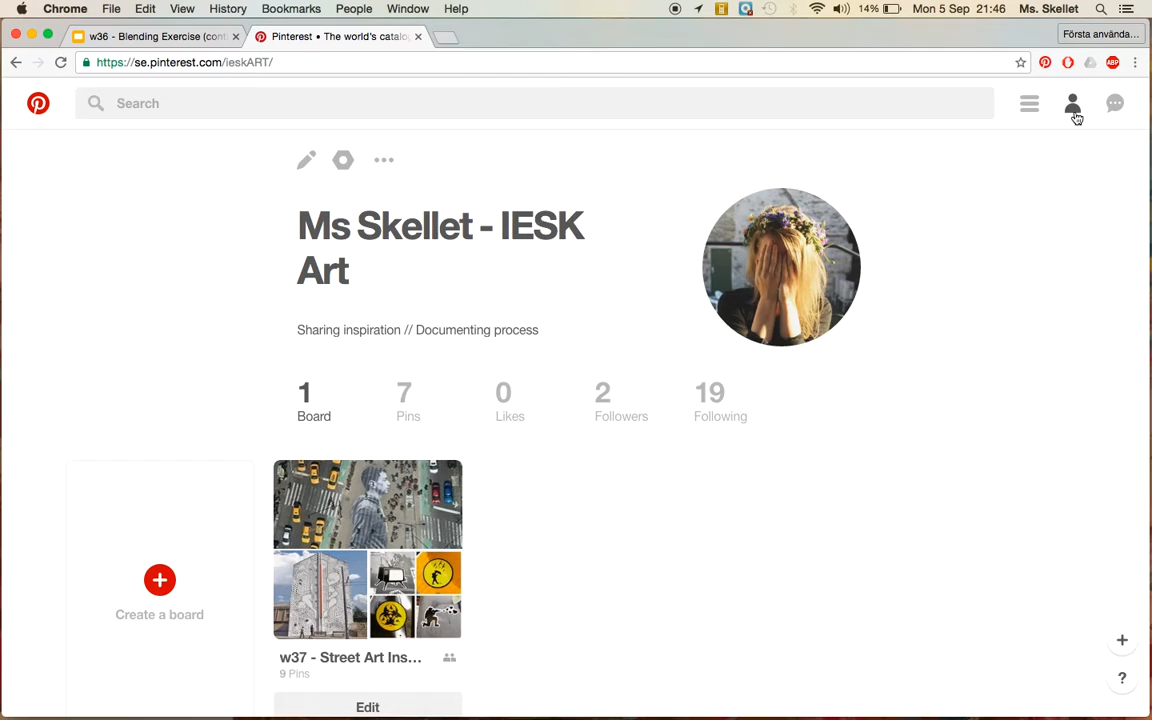 Chrome File Edit View History Bookmarks People Window Help 14% Mon 5 Sep 21:46 Ms. Skellet
w36 - Blending Exercise (cont
Pinterest • The world's catalo
Första använda...
https://se.pinterest.com/ieskART/
ABP
Search
Ms Skellet - IESK
Art
Sharing inspiration // Documenting process
1 7 0 2 19
Board Pins Likes Followers Following
Create a board
w37 - Street Art Ins...
9 Pins
Edit
?